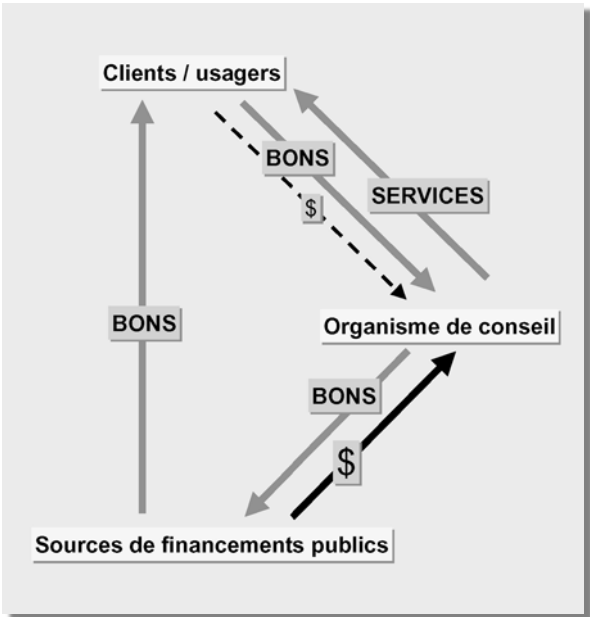 Clients / usagers
BONS
SERVICES
$
BONS
Organisme de conseil
BONS
$
Sources de financements publics